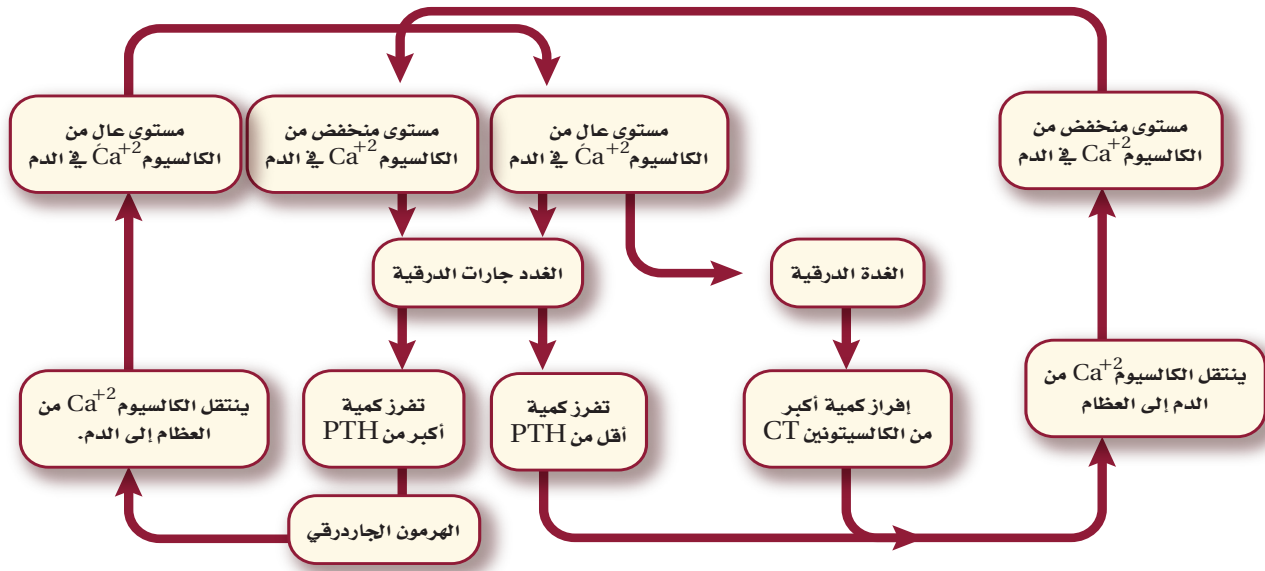 مستوى منخفض من
الكالسيوم Ca+2 في الدم
مستوى عال من
الكالسيوم Ca+2 في الدم
مستوى منخفض من
الكالسيوم Ca+2 في الدم
مستوى عال من
الكالسيوم Ca+2 في الدم
الغدة الدرقية
الغدد جارات الدرقية
ينتقل الكالسيوم Ca+2 من
الدم إلى العظام
إفراز كمية أكبر
من الكالسيتونين CT
تفرز كمية
أقل من PTH
تفرز كمية
أكبر من PTH
ينتقل الكالسيوم Ca+2 من
العظام إلى الدم.
الهرمون الجاردرقي